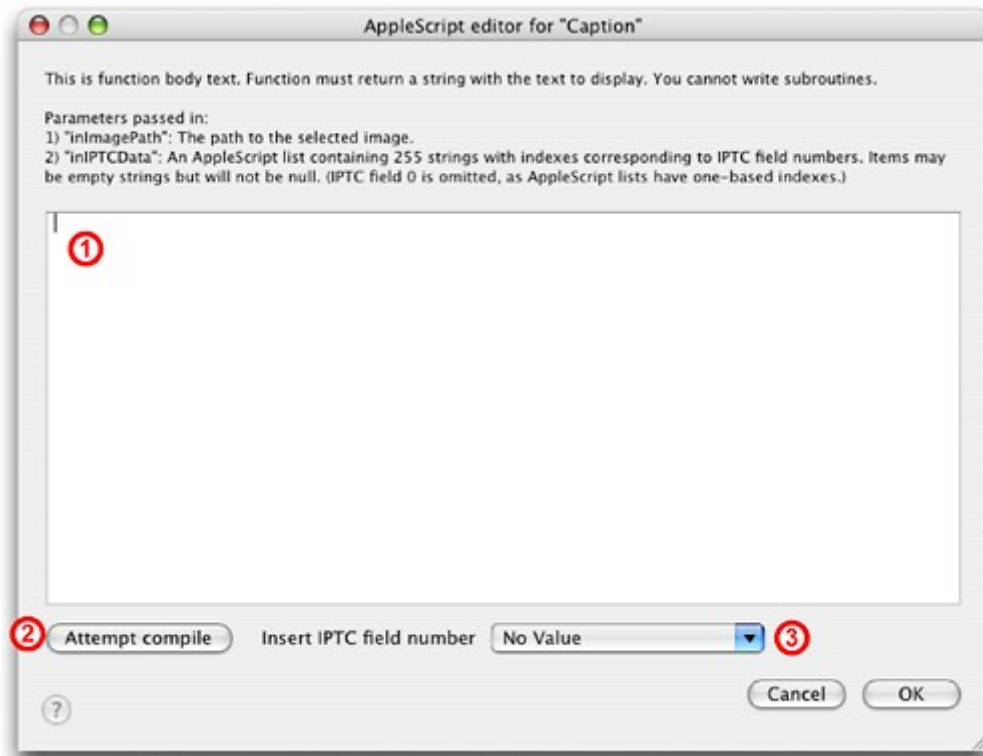 AppleScript editor for "Caption"
This is function body text. Function must return a string with the text to display. You cannot write subroutines.
Parameters passed in:
1) "inImagePath": The path to the selected image.
2) "inIPTCData": An AppleScript list containing 255 strings with indexes corresponding to IPTC field numbers. Items may
be empty strings but will not be null. (IPTC field 0 is omitted, as AppleScript lists have one-based indexes.)
1
2 Attempt compile Insert IPTC field number No Value 3
? Cancel OK